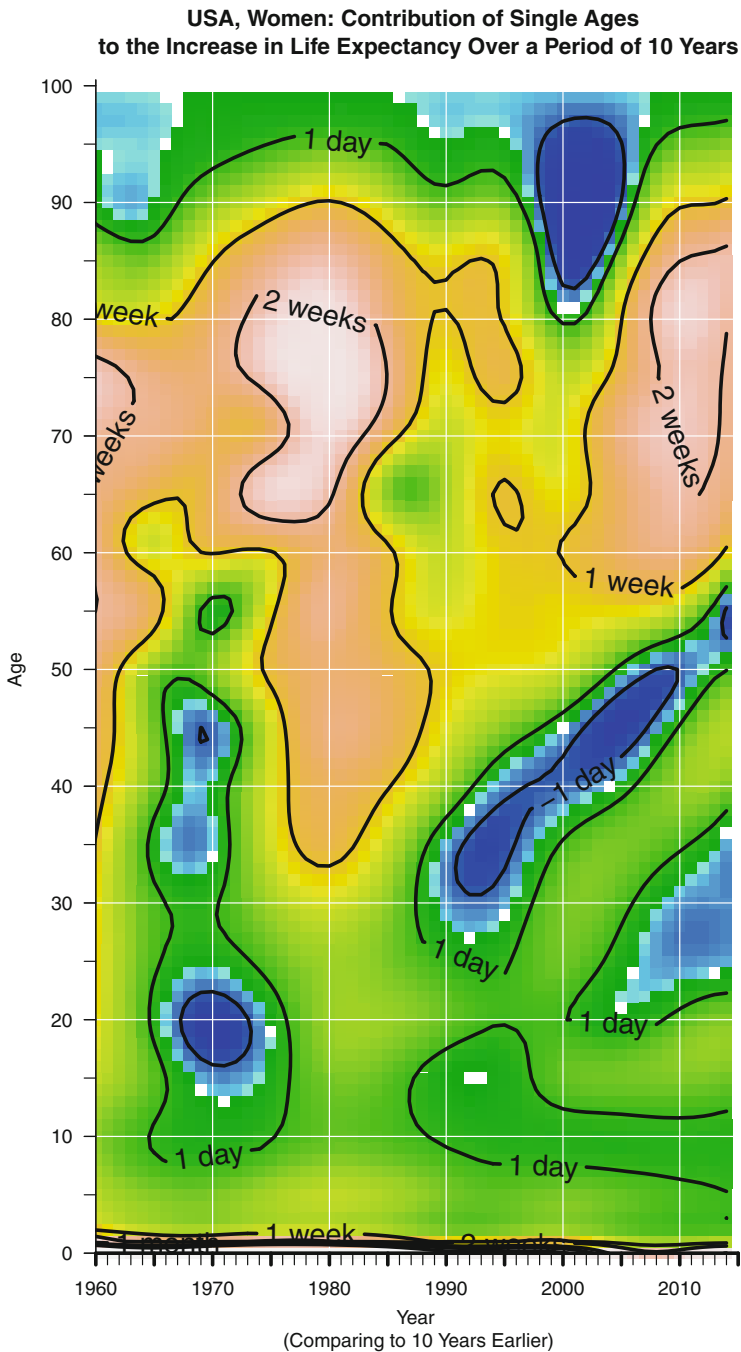 USA, Women: Contribution of Single Ages
to the Increase in Life Expectancy Over a Period of 10 Years
100
90
80
70
60
50
40
30
20
10
0
Age
1 day
week
2 weeks
weeks
2 weeks
1 week
−1 day
1 day
1 day
1 day
1 day
1 week
1 month
2 weeks
1960
1970
1980
1990
2000
2010
Year
(Comparing to 10 Years Earlier)